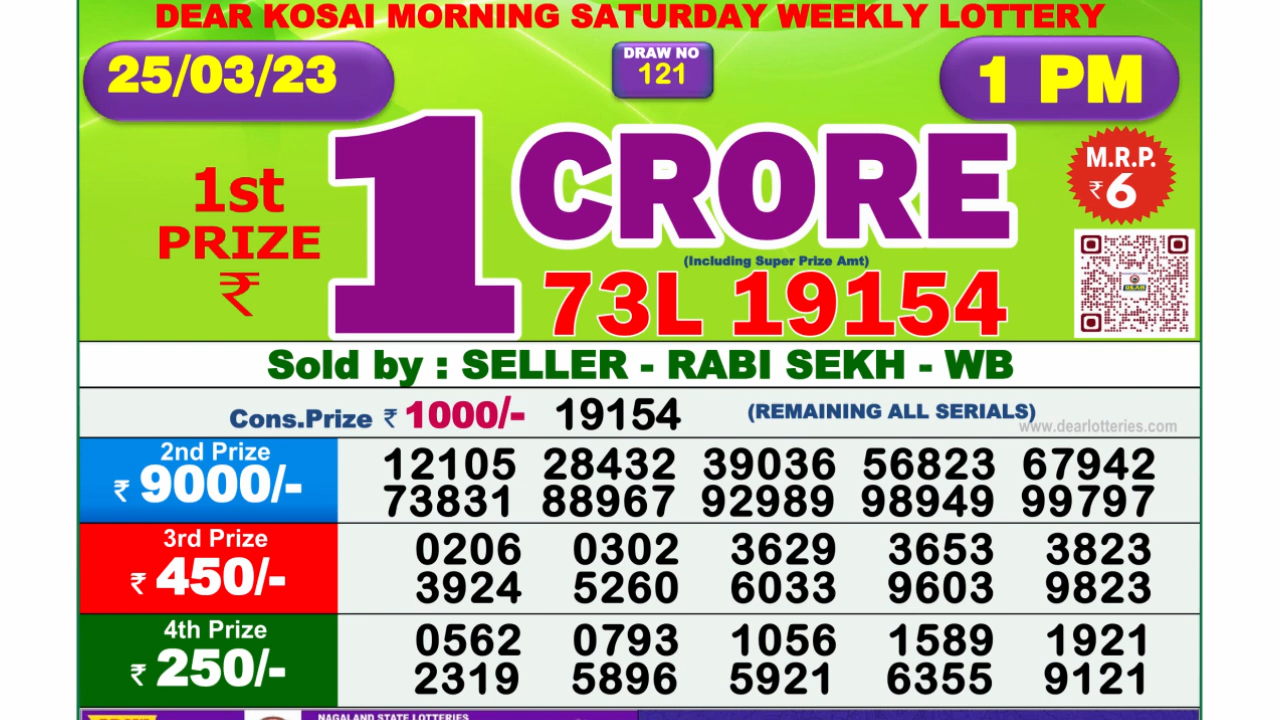 DEAR KOSAI MORNING SATURDAY WEEKLY LOTTERY
25/03/23
DRAW NO
121
1 PM
1st
PRIZE
₹
1 CRORE
(Including Super Prize Amt)
73L 19154
M.R.P.
₹6
Sold by : SELLER - RABI SEKH - WB
Cons.Prize ₹ 1000/- 19154 (REMAINING ALL SERIALS)
www.dearlotteries.com
2nd Prize
₹ 9000/-
12105 28432 39036 56823 67942
73831 88967 92989 98949 99797
3rd Prize
₹ 450/-
0206 0302 3629 3653 3823
3924 5260 6033 9603 9823
4th Prize
₹ 250/-
0562 0793 1056 1589 1921
2319 5896 5921 6355 9121
NAGALAND STATE LOTTERIES